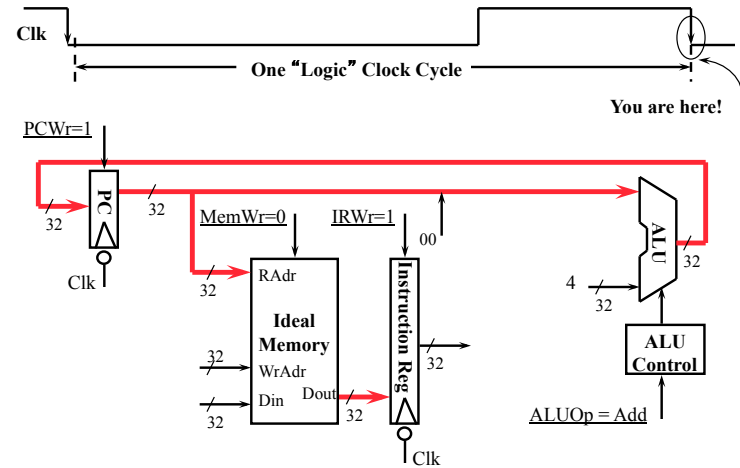 Clk
One “Logic” Clock Cycle
You are here!
PCWr=1
PC
32
32
MemWr=0
IRWr=1
00
ALU
32
Clk
32
RAdr
4
32
Ideal
Memory
Instruction Reg
32
WrAdr
32
ALU
Control
Din
32
Dout
32
ALUOp = Add
Clk